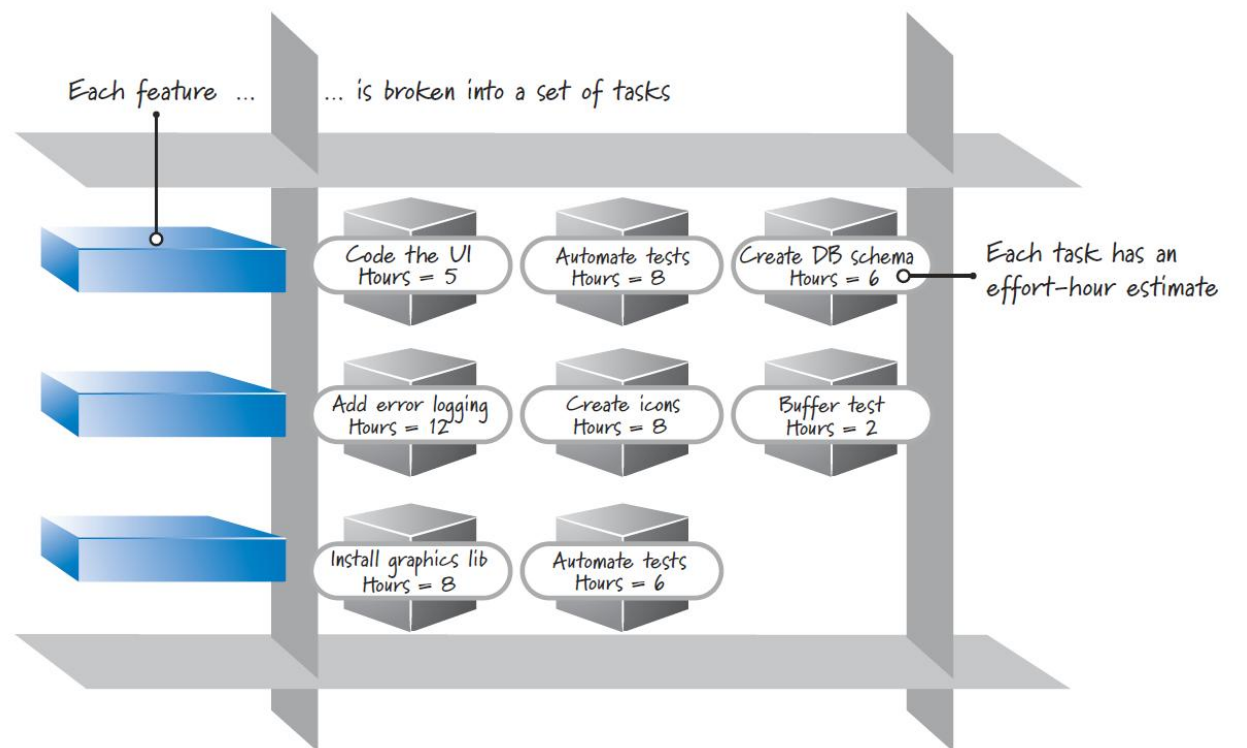 Each feature ...
... is broken into a set of tasks
Code the UI
Hours = 5
Automate tests
Hours = 8
Create DB schema
Hours = 6
Each task has an
effort-hour estimate
Add error logging
Hours = 12
Create icons
Hours = 8
Buffer test
Hours = 2
Install graphics lib
Hours = 8
Automate tests
Hours = 6